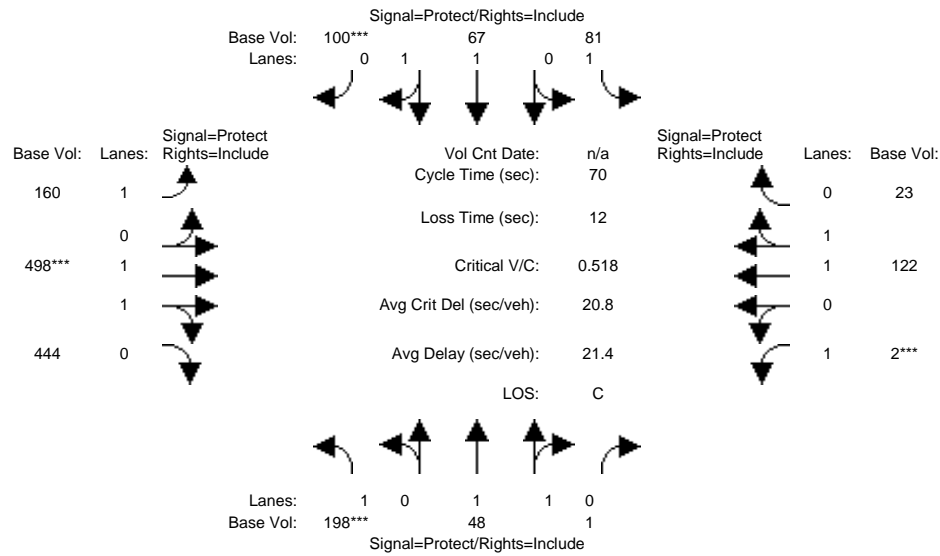 Signal=Protect/Rights=Include
Base Vol: 100*** 67 81
Lanes: 0 1 1 0 1
Signal=Protect Signal=Protect
Base Vol: Lanes: Rights=Include Vol Cnt Date: n/a Rights=Include Lanes: Base Vol:
Cycle Time (sec): 70
160 1 0 23
Loss Time (sec): 12
0 1
498*** 1 Critical V/C: 0.518 1 122
1 Avg Crit Del (sec/veh): 20.8 0
444 0 Avg Delay (sec/veh): 21.4 1 2***
LOS: C
Lanes: 1 0 1 1 0
Base Vol: 198*** 48 1
Signal=Protect/Rights=Include